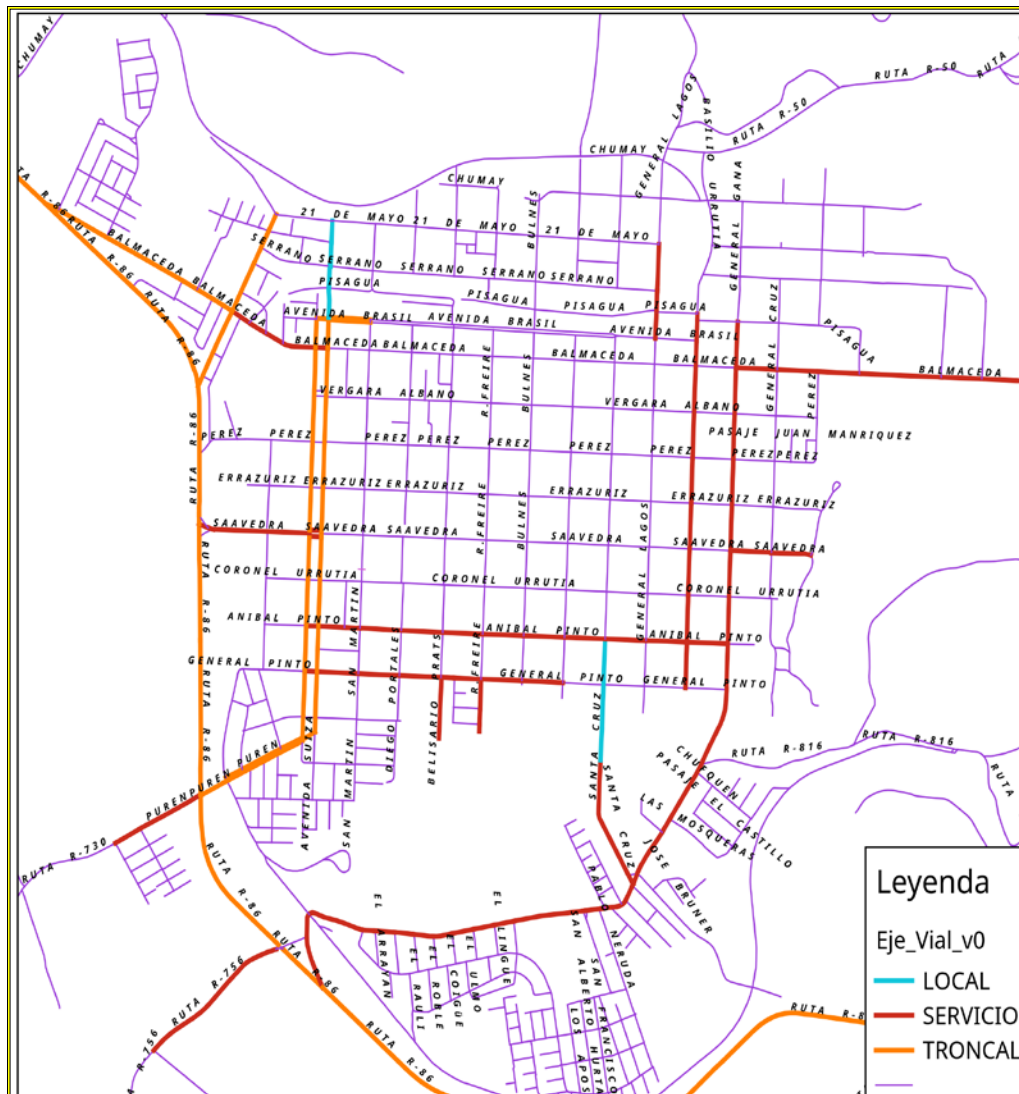 CHUMAY
RUTA R-50
RUTA
RUTA R-50
GENERAL LAGOS
BASILIO URRUTIA
CHUMAY
CHUMAY
GENERAL GANA
BULNES
TA R-86
RUTA R-86
BALMACEDA
BALMACEDA
21 DE MAYO
21 DE MAYO
21 DE MAYO
SERRANO
SERRANO
SERRANO
SERRANO
SERRANO
PISAGUA
PISAGUA
PISAGUA
PISAGUA
PISAGUA
GENERAL CRUZ
RUTA R-86
AVENIDA BRASIL
AVENIDA BRASIL
AVENIDA BRASIL
BALMACEDA
BALMACEDA
BALMACEDA
BALMACEDA
BALMACEDA
R.FREIRE
BULNES
VERGARA ALBANO
VERGARA ALBANO
GENERAL CRUZ
PEREZ
PASAJE JUAN MANRIQUEZ
RUTA R-86
PEREZ
PEREZ
PEREZ
PEREZ
PEREZ
PEREZ
PEREZ
PEREZ
PEREZ
ERRAZURIZ
ERRAZURIZ
ERRAZURIZ
ERRAZURIZ
ERRAZURIZ
ERRAZURIZ
R.FREIRE
BULNES
GENERAL LAGOS
SAAVEDRA
SAAVEDRA
SAAVEDRA
SAAVEDRA
SAAVEDRA
SAAVEDRA
RUTA R-86
CORONEL URRUTIA
CORONEL URRUTIA
CORONEL URRUTIA
SAN MARTIN
ANIBAL PINTO
ANIBAL PINTO
ANIBAL PINTO
GENERAL PINTO
GENERAL PINTO
GENERAL PINTO
RUTA R-86
DIEGO PORTALES
BELISARIO PRATS
R.FREIRE
SANTA CRUZ
SANTA CRUZ
AVENIDA SUIZA
SAN MARTIN
PUREN
PUREN
PUREN
RUTA R-730
RUTA R-816
RUTA R-816
RUTA
CHUFQUEN
PASAJE EL CASTILLO
LAS MOSQUERAS
JOSE BRUNER
PABLO NERUDA
RUTA R-86
RUTA R-86
RUTA R-86
RUTA R-756
R-756
EL ARRAYAN
EL RAULI
EL ROBLE
EL COIGÜE
EL ULMO
EL LINGUE
SAN ALBERTO HURTA
SAN FRANCISCO
LOS APOS
RUTA R-8
Leyenda
Eje_Vial_v0
LOCAL
SERVICIO
TRONCAL